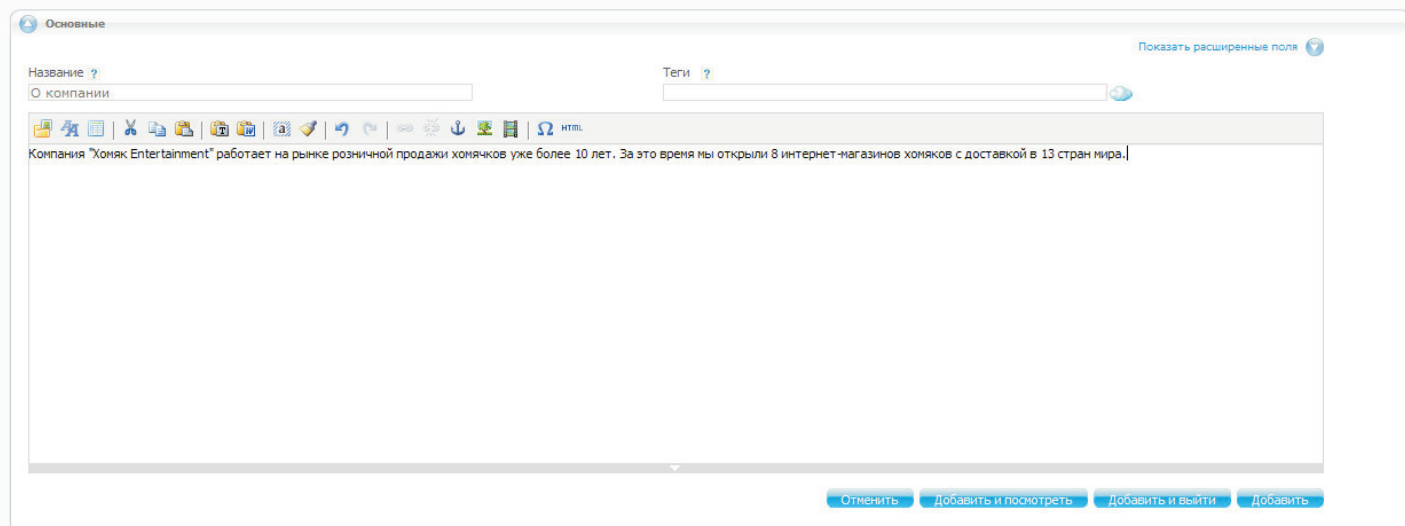 Основные
Показать расширенные поля
Название ?
Теги ?
О компании
HTML
Компания "Хомяк Entertainment" работает на рынке розничной продажи хомячков уже более 10 лет. За это время мы открыли 8 интернет-магазинов хомяков с доставкой в 13 стран мира.
Отменить
Добавить и посмотреть
Добавить и выйти
Добавить